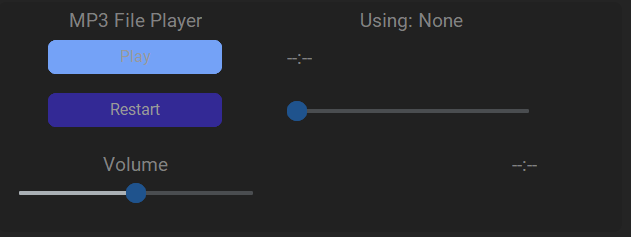 MP3 File Player
Using: None
Play
--:--
Restart
Volume
--:--